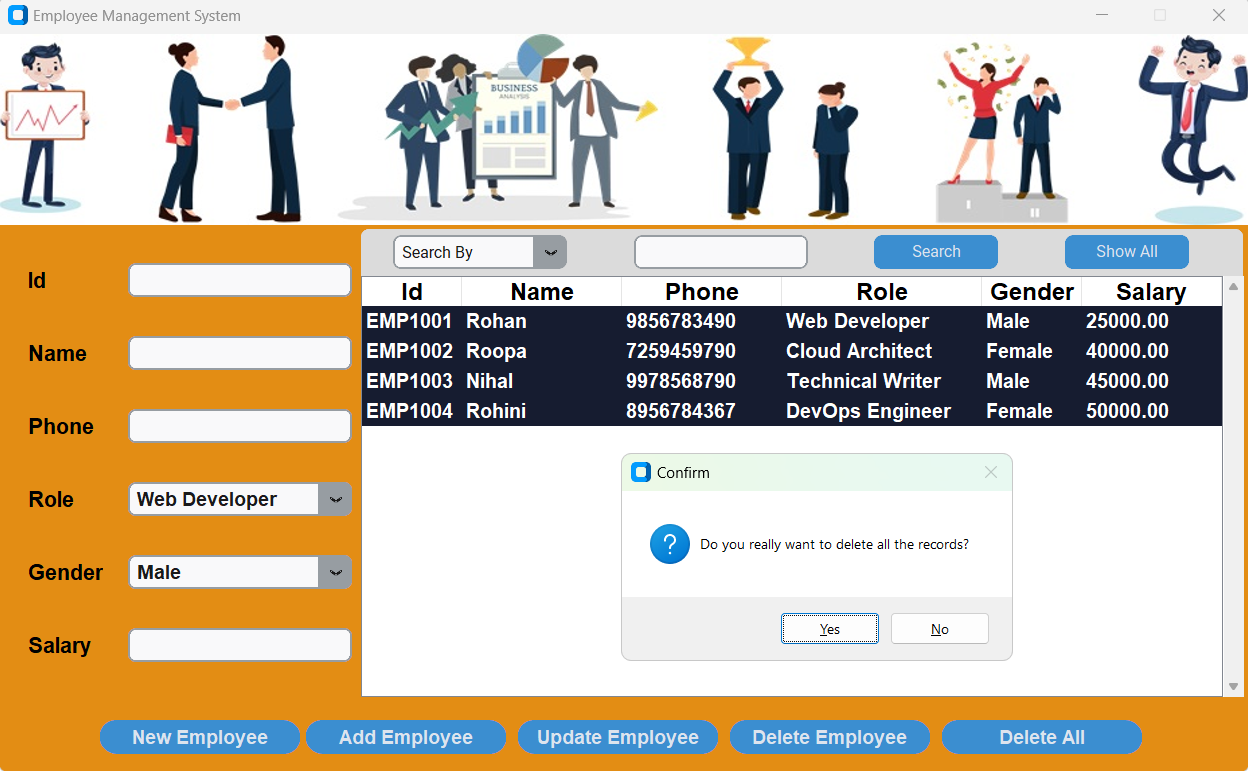 Employee Management System
BUSINESS
ANALYSIS
Id
Name
Phone
Role Web Developer
Gender Male
Salary
Search By Search Show All
Id Name Phone Role Gender Salary
EMP1001 Rohan 9856783490 Web Developer Male 25000.00
EMP1002 Roopa 7259459790 Cloud Architect Female 40000.00
EMP1003 Nihal 9978568790 Technical Writer Male 45000.00
EMP1004 Rohini 8956784367 DevOps Engineer Female 50000.00
Confirm
Do you really want to delete all the records?
Yes No
New Employee Add Employee Update Employee Delete Employee Delete All